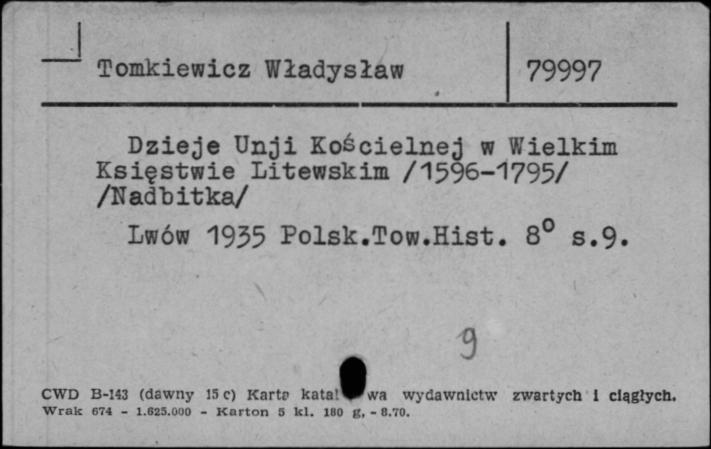 Tomkiewicz Władysław 79997
Dzieje Unji Kościelnej w Wielkim
Księstwie Litewskim /1596-1795/
/Nadbitka/
Lwów 1935 Polsk.Tow.Hist. 8° s.9.
9
CWD B-143 (dawny 15 c) Karta wydawnictw zwartych i ciągłych.
Wrak 674 - 1.625.000 - Karton 5 kl. 180 g, - 8.70.